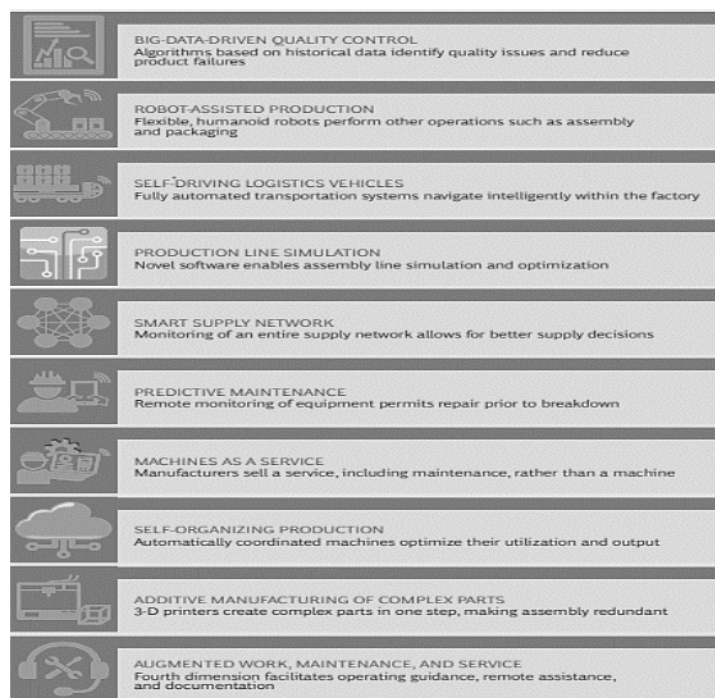 BIG-DATA-DRIVEN QUALITY CONTROL
Algorithms based on historical data identify quality issues and reduce
product failures
ROBOT-ASSISTED PRODUCTION
Flexible, humanoid robots perform other operations such as assembly
and packaging
SELF-DRIVING LOGISTICS VEHICLES
Fully automated transportation systems navigate intelligently within the factory
PRODUCTION LINE SIMULATION
Novel software enables assembly line simulation and optimization
SMART SUPPLY NETWORK
Monitoring of an entire supply network allows for better supply decisions
PREDICTIVE MAINTENANCE
Remote monitoring of equipment permits repair prior to breakdown
MACHINES AS A SERVICE
Manufacturers sell a service, including maintenance, rather than a machine
SELF-ORGANIZING PRODUCTION
Automatically coordinated machines optimize their utilization and output
ADDITIVE MANUFACTURING OF COMPLEX PARTS
3-D printers create complex parts in one step, making assembly redundant
AUGMENTED WORK, MAINTENANCE, AND SERVICE
Fourth dimension facilitates operating guidance, remote assistance,
and documentation